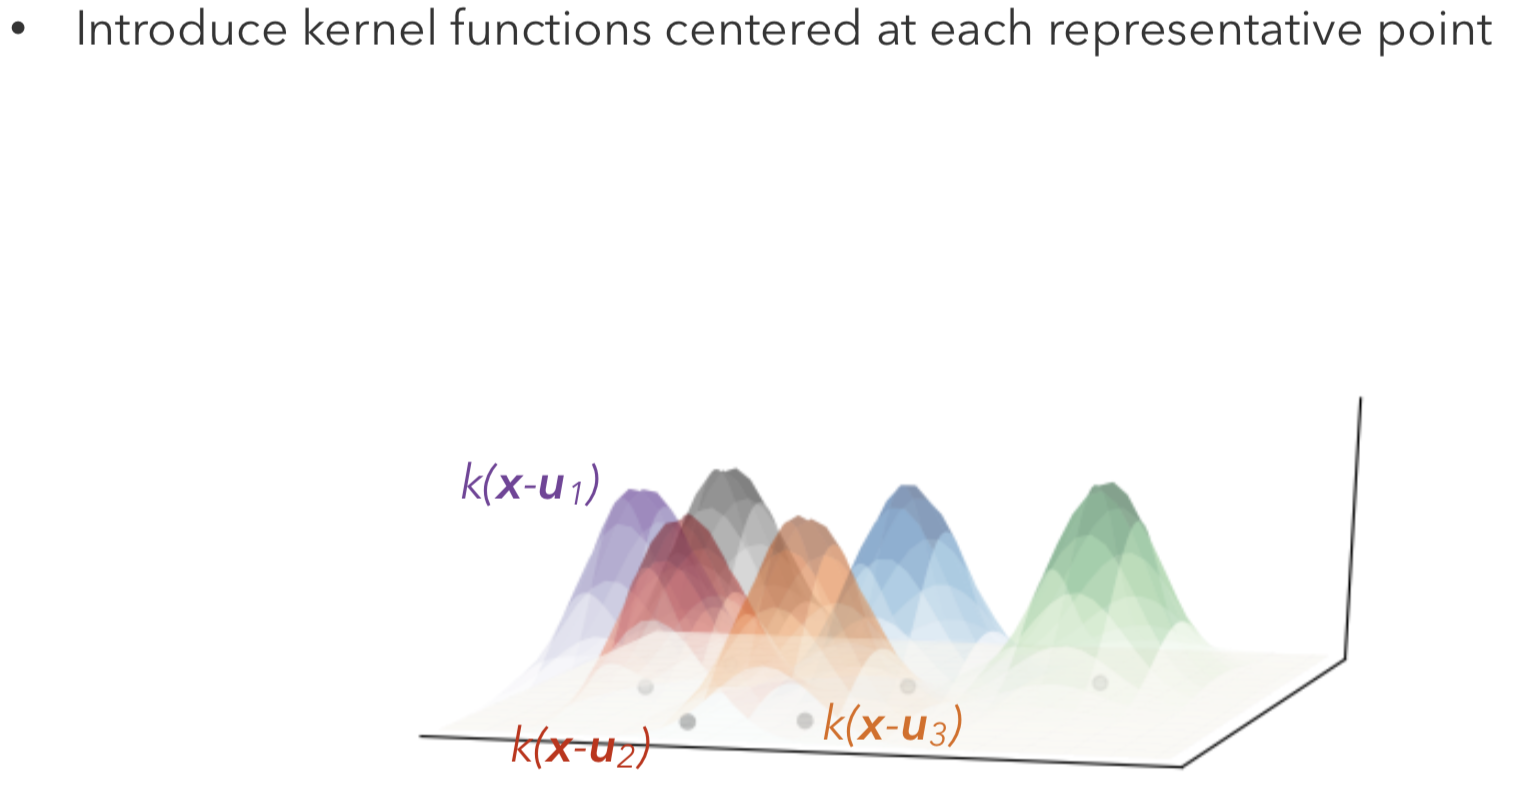 • Introduce kernel functions centered at each representative point
k(x-u1)
k(x-u2)
k(x-u3)